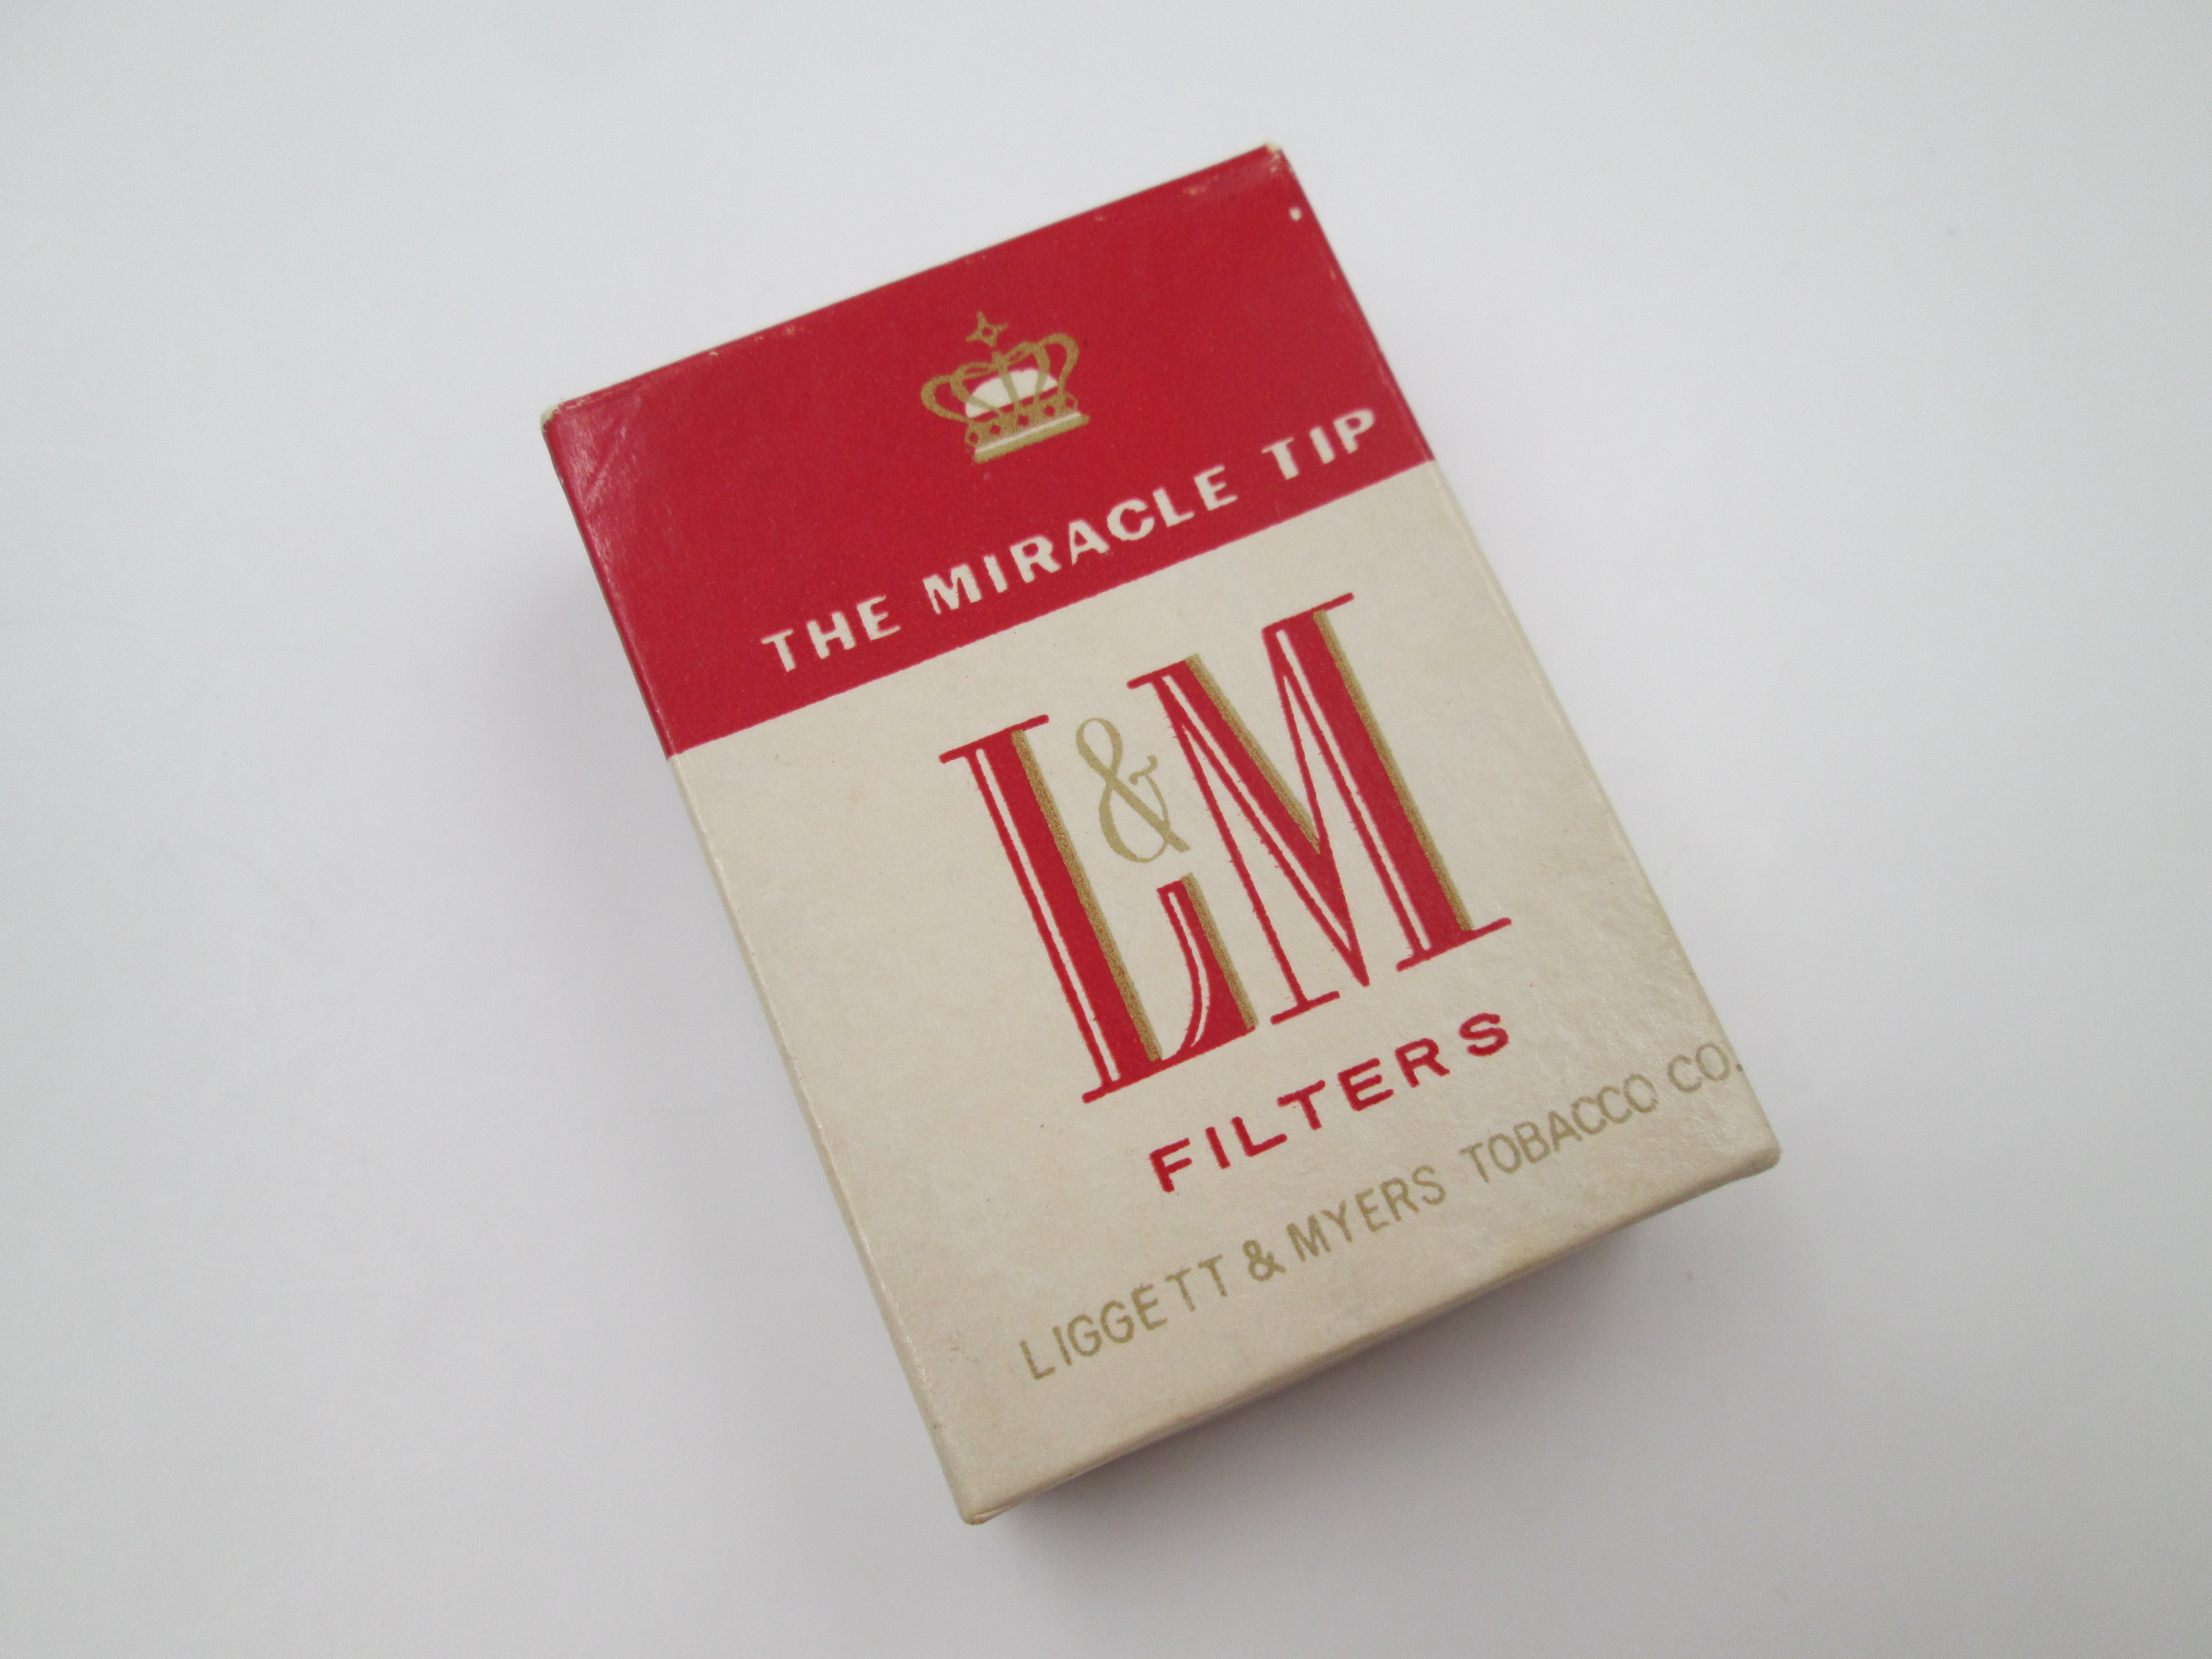 THE MIRACLE TIP
L&M
FILTERS
LIGGETT & MYERS TOBACCO CO.